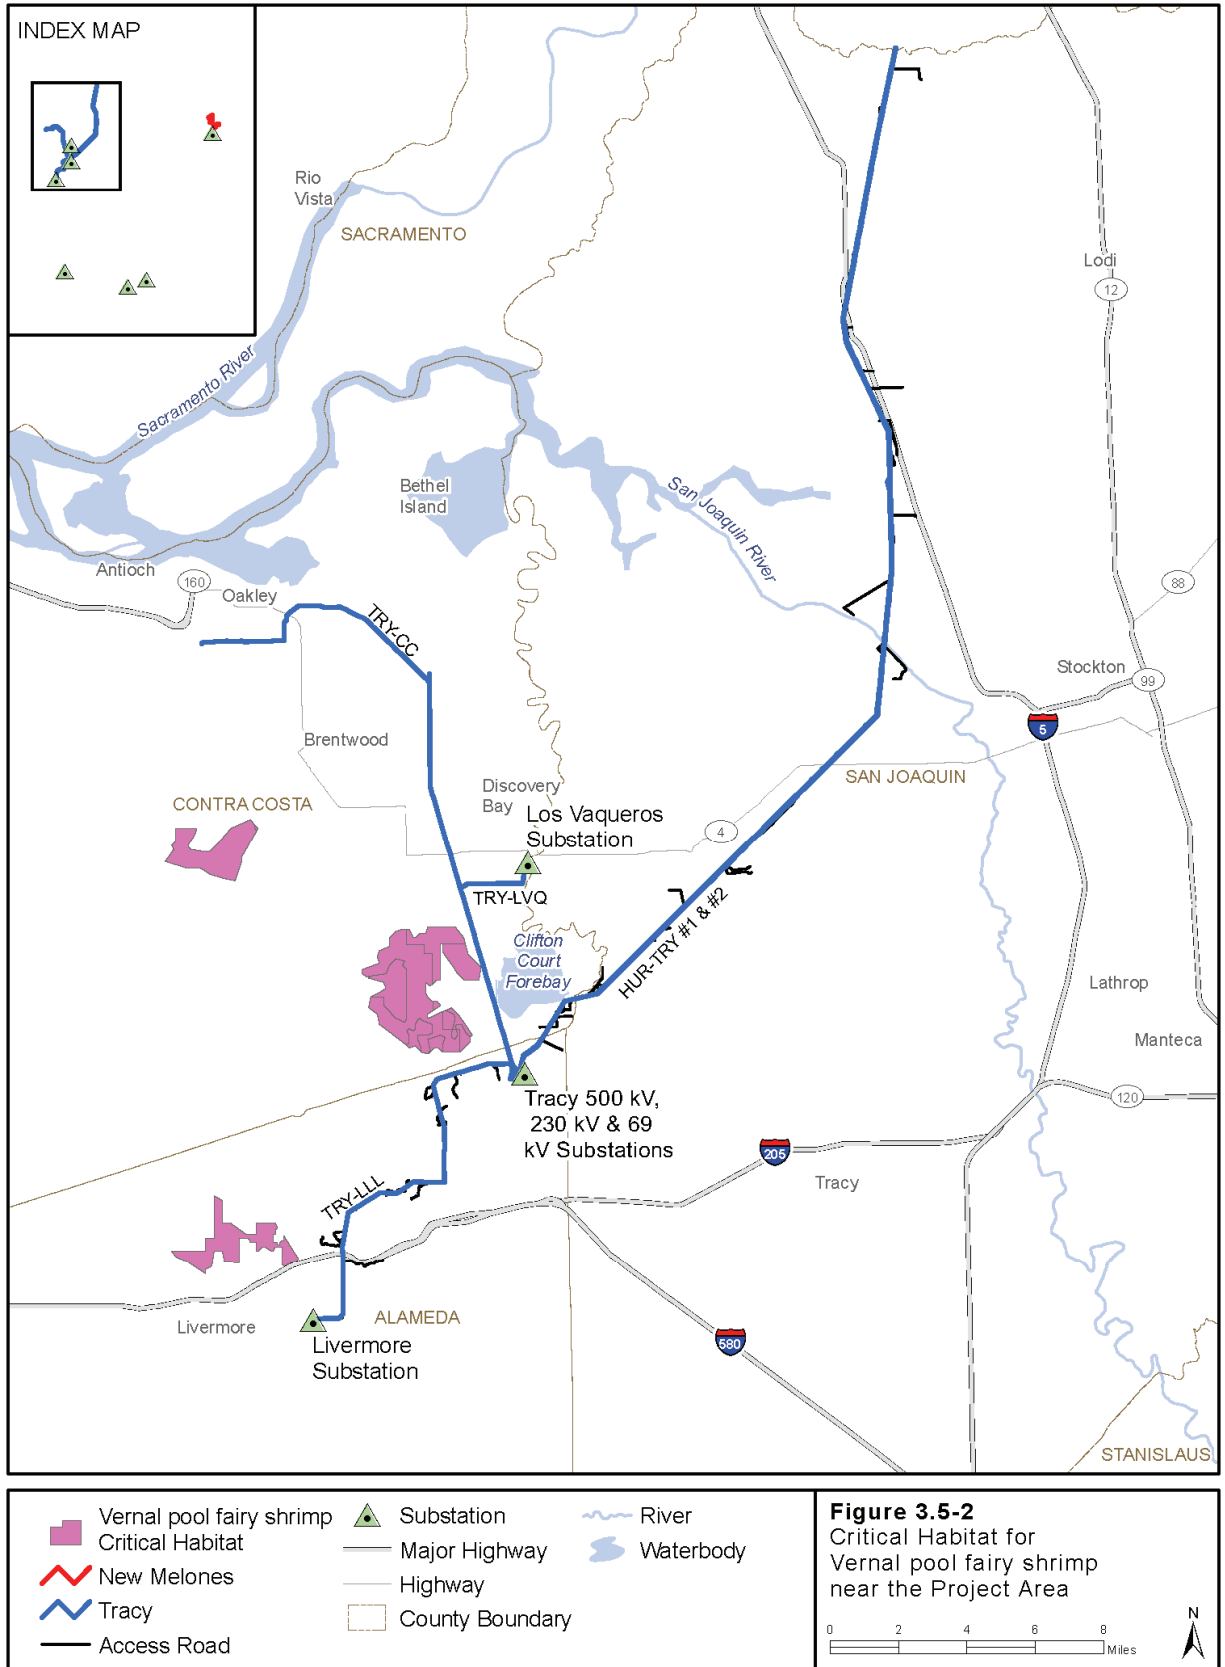 INDEX MAP
Rio
Vista
SACRAMENTO
Sacramento River
Lodi
12
Bethel
Island
San Joaquin River
Antioch
160
Oakley
88
TRY-CC
Stockton
99
5
Brentwood
SAN JOAQUIN
Discovery
Bay
CONTRA COSTA
Los Vaqueros
Substation
4
TRY-LVQ
HUR-TRY #1 & #2
Clifton
Court
Forebay
Lathrop
Manteca
Tracy 500 kV,
230 kV & 69
kV Substations
120
205
Tracy
TRY-LLL
Livermore
ALAMEDA
580
Livermore
Substation
STANISLAUS
Vernal pool fairy shrimp
Critical Habitat
New Melones
Tracy
Access Road
Substation
Major Highway
Highway
County Boundary
River
Waterbody
Figure 3.5-2
Critical Habitat for
Vernal pool fairy shrimp
near the Project Area
N
0 2 4 6 8
Miles